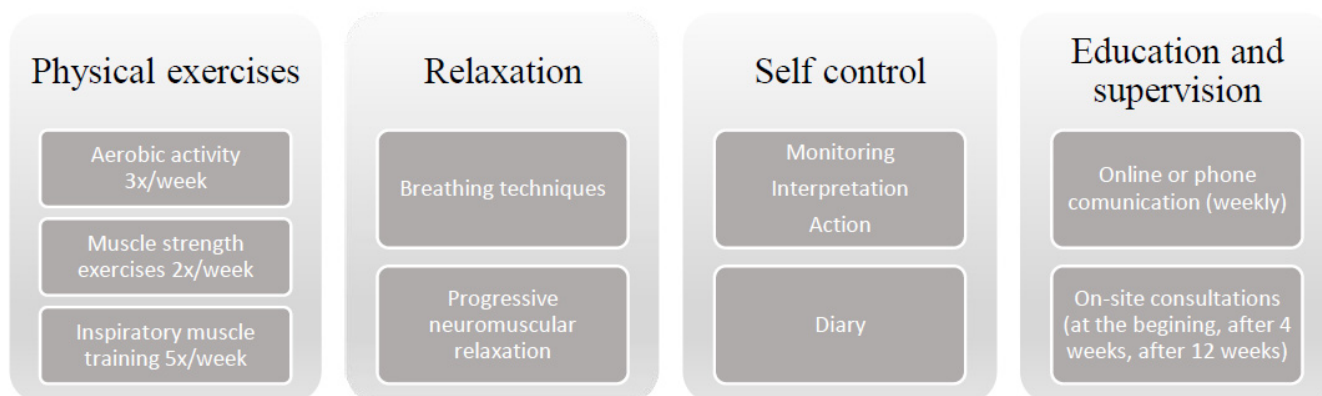 Physical exercises
Aerobic activity
3x/week
Muscle strength
exercises 2x/week
Inspiratory muscle
training 5x/week
Relaxation
Breathing techniques
Progressive
neuromuscular
relaxation
Self control
Monitoring
Interpretation
Action
Diary
Education and
supervision
Online or phone
comunication (weekly)
On-site consultations
(at the begining, after 4
weeks, after 12 weeks)